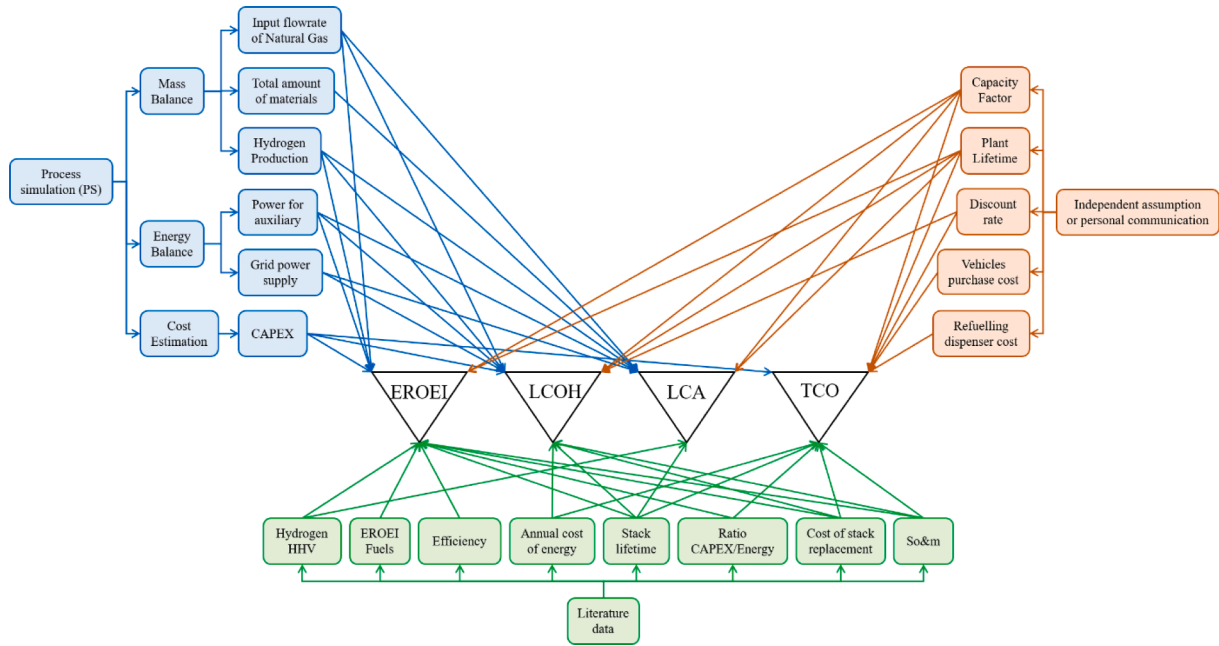 Process
simulation (PS)
Mass
Balance
Energy
Balance
Cost
Estimation
Input flowrate
of Natural Gas
Total amount
of materials
Hydrogen
Production
Power for
auxiliary
Grid power
supply
CAPEX
Capacity
Factor
Plant
Lifetime
Discount
rate
Vehicles
purchase cost
Refuelling
dispenser cost
Independent assumption
or personal communication
EROEI
LCOH
LCA
TCO
Hydrogen
HHV
EROEI
Fuels
Efficiency
Annual cost
of energy
Stack
lifetime
Ratio
CAPEX/Energy
Cost of stack
replacement
So&m
Literature
data